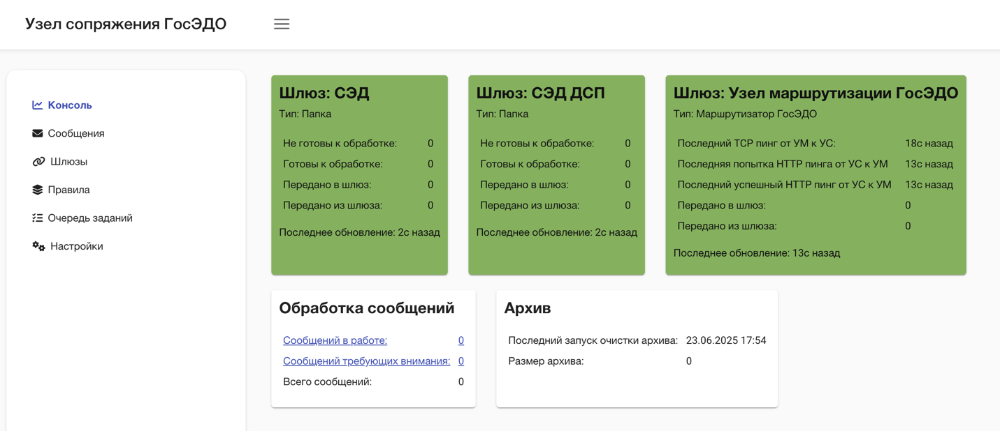 Узел сопряжения ГосЭДО
Консоль
Сообщения
Шлюзы
Правила
Очередь заданий
Настройки
Шлюз: СЭД
Тип: Папка
Не готовы к обработке: 0
Готовы к обработке: 0
Передано в шлюз: 0
Передано из шлюза: 0
Последнее обновление: 2с назад
Шлюз: СЭД ДСП
Тип: Папка
Не готовы к обработке: 0
Готовы к обработке: 0
Передано в шлюз: 0
Передано из шлюза: 0
Последнее обновление: 2с назад
Шлюз: Узел маршрутизации ГосЭДО
Тип: Маршрутизатор ГосЭДО
Последний TCP пинг от УМ к УС: 18с назад
Последняя попытка HTTP пинга от УС к УМ 13с назад
Последний успешный HTTP пинг от УС к УМ 13с назад
Передано в шлюз: 0
Передано из шлюза: 0
Последнее обновление: 13с назад
Обработка сообщений
Сообщений в работе: 0
Сообщений требующих внимания: 0
Всего сообщений: 0
Архив
Последний запуск очистки архива: 23.06.2025 17:54
Размер архива: 0